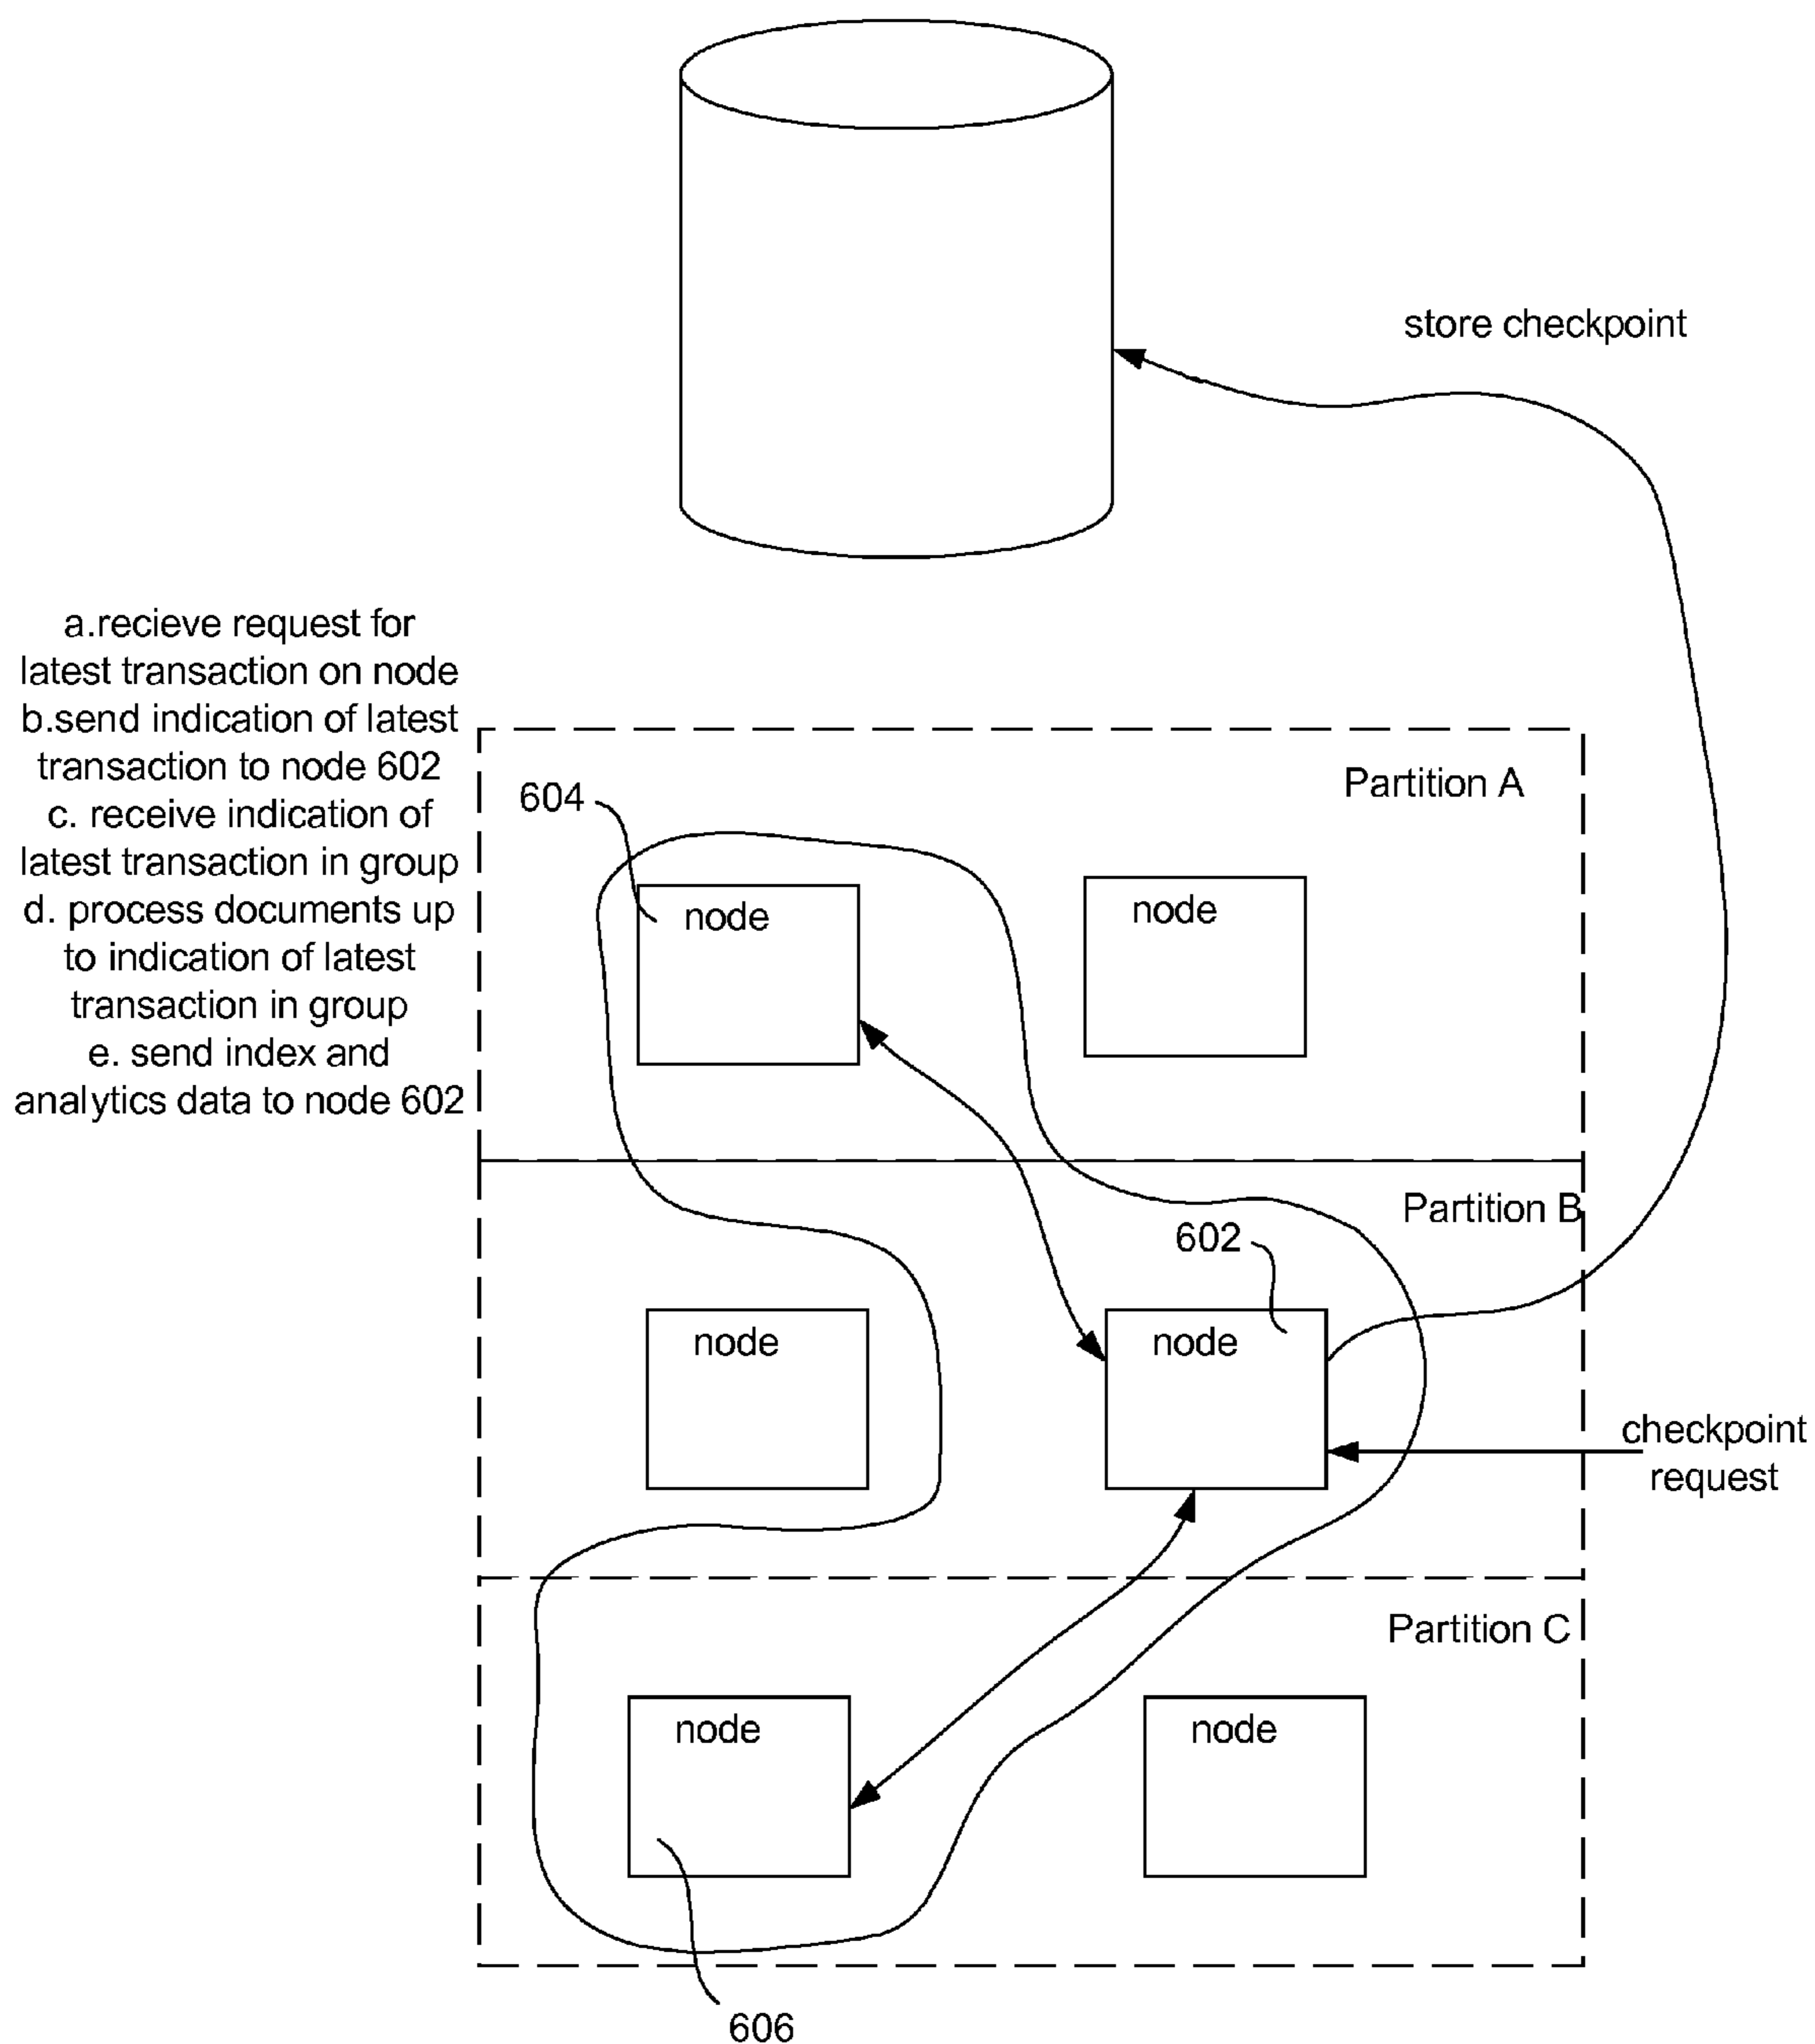 store checkpoint
a.recieve request for
latest transaction on node
b.send indication of latest
transaction to node 602
c. receive indication of
latest transaction in group
d. process documents up
to indication of latest
transaction in group
e. send index and
analytics data to node 602
Partition A
604
node
node
Partition B
602
node
node
checkpoint
request
Partition C
node
node
606